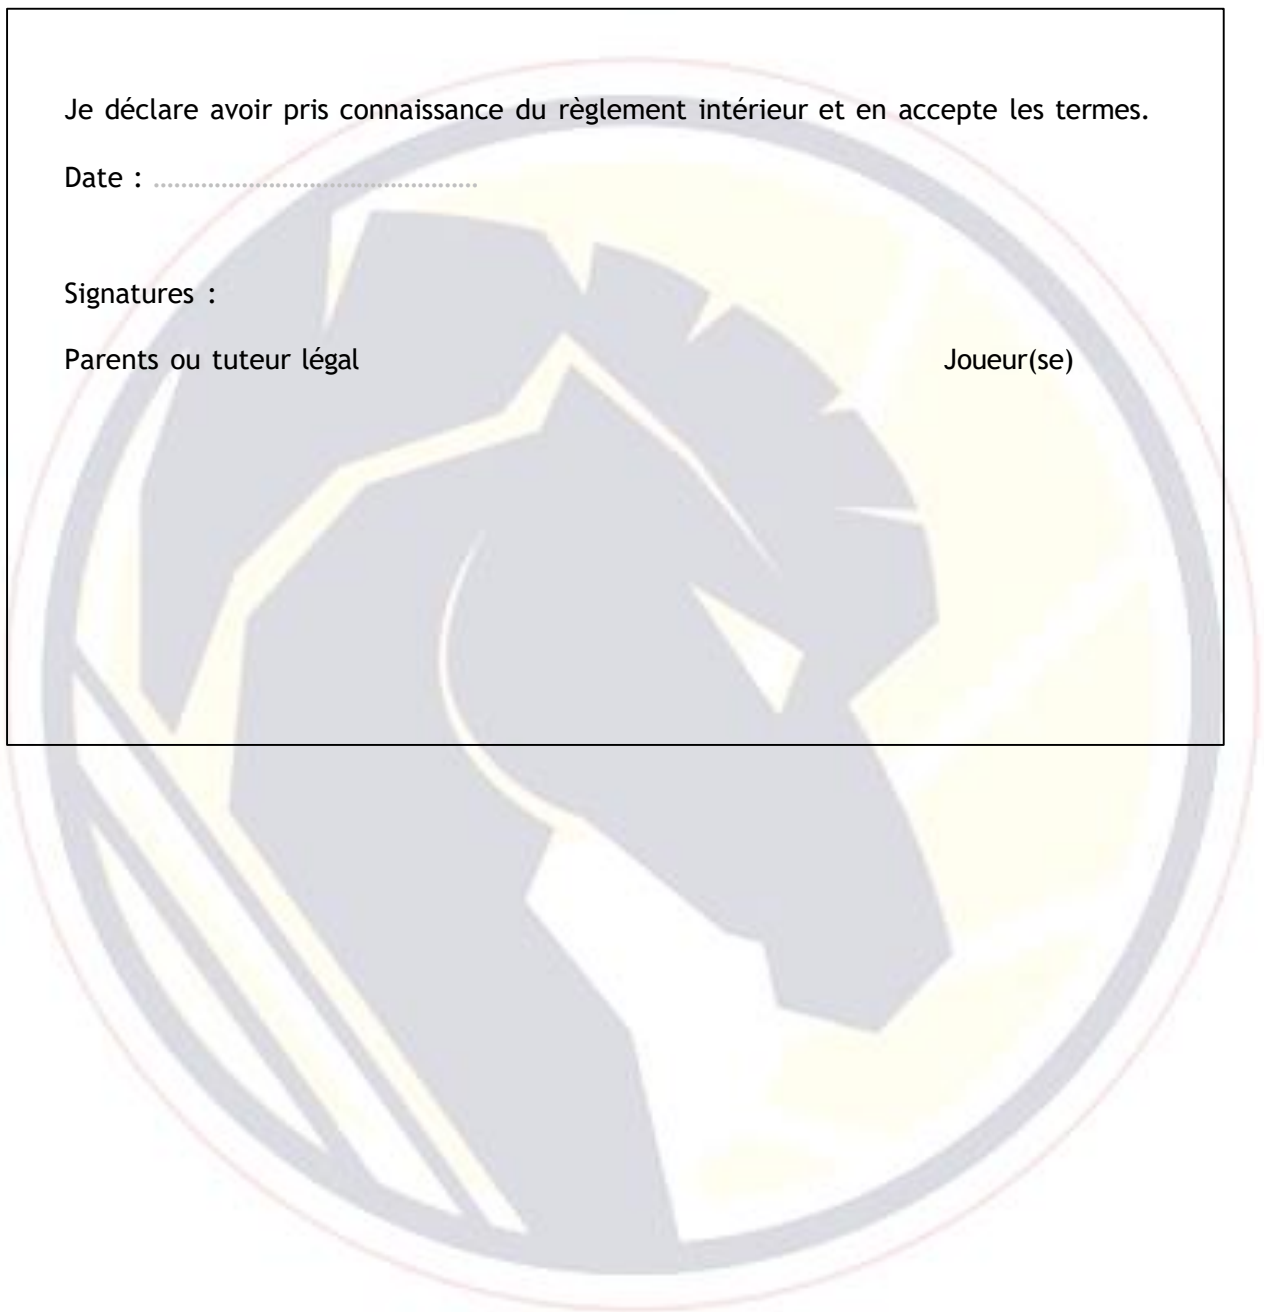 Je déclare avoir pris connaissance du règlement intérieur et en accepte les termes.
Date : ................................................
Signatures :
Parents ou tuteur légal Joueur(se)